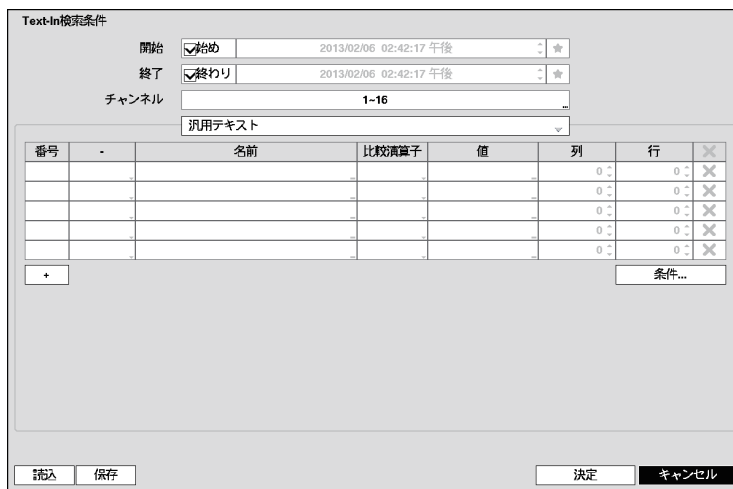 Text-In検索条件
開始 始め 2013/02/06 02:42:17 午後
終了 終わり 2013/02/06 02:42:17 午後
チャンネル 1~16 ...
汎用テキスト
番号 - 名前 比較演算子 値 列 行
0 0
0 0
0 0
0 0
0 0
+ 条件...
読込 保存 決定 キャンセル